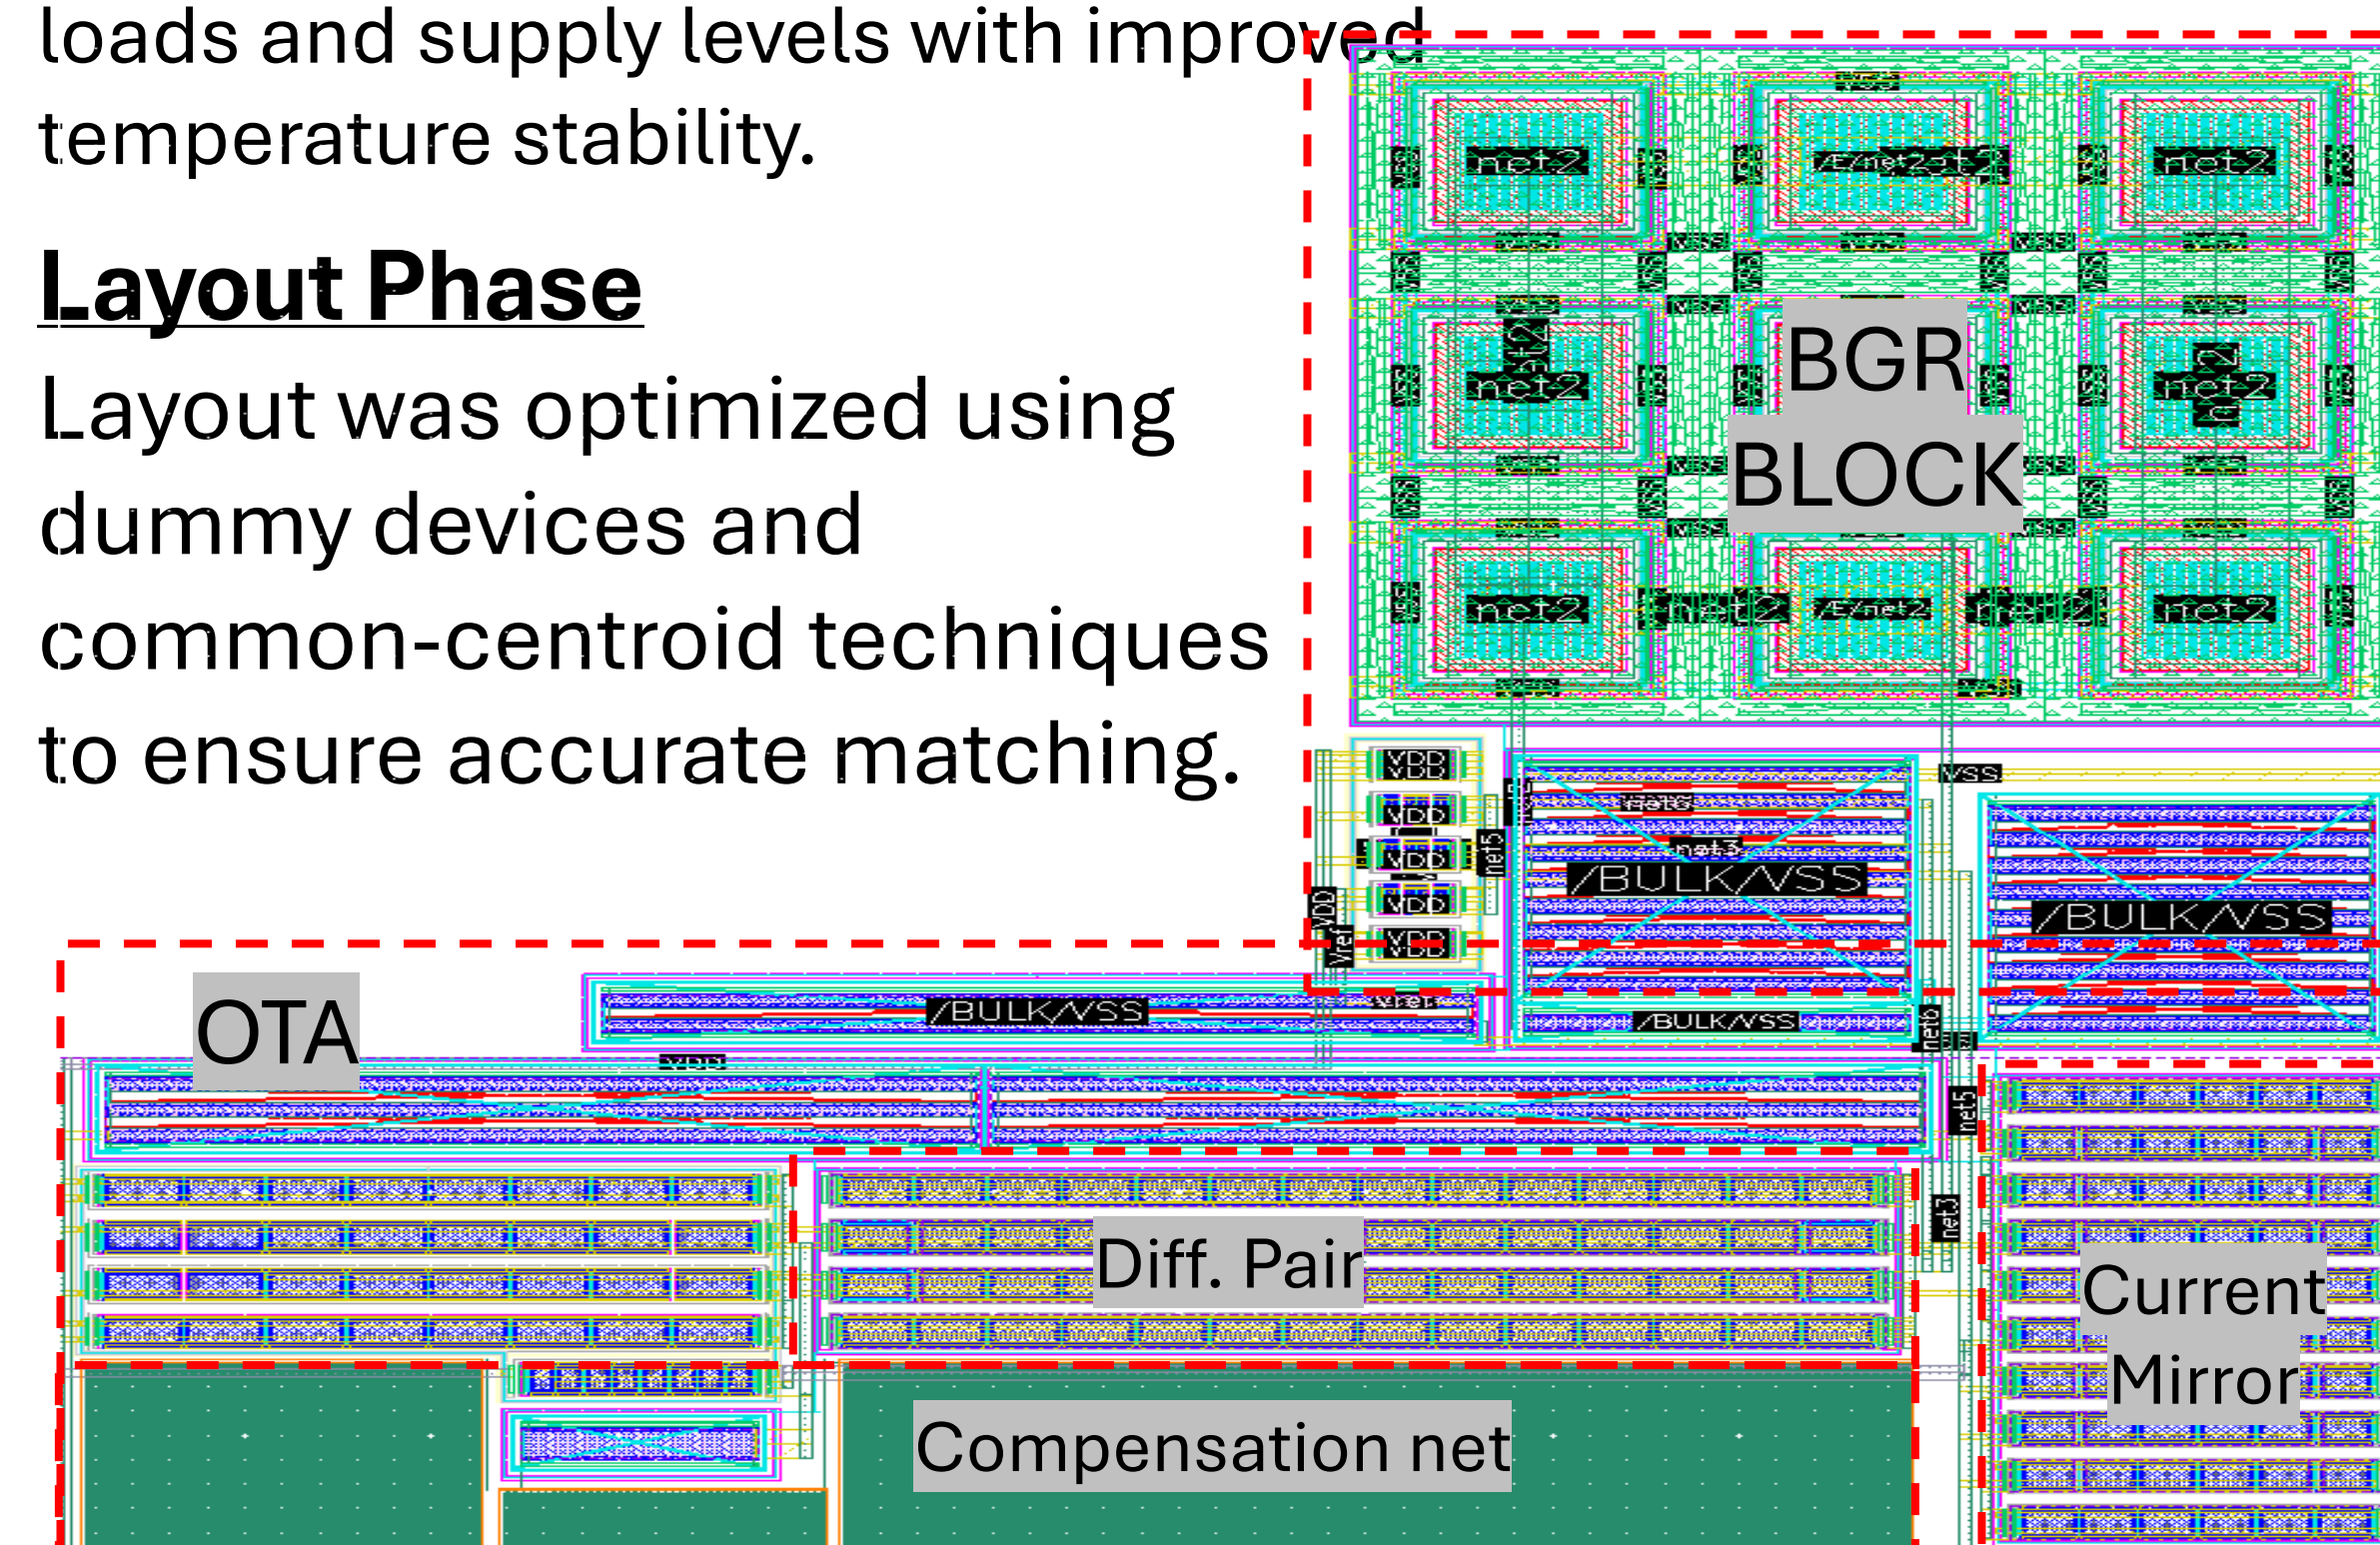 loads and supply levels with improved
temperature stability.
Layout Phase
Layout was optimized using
dummy devices and
common-centroid techniques
to ensure accurate matching.
net2
net2
net2
BGR
BLOCK
net2
net2
net2
net2
net2
VDD
VDD
VDD
VDD
VDD
VDD
Vref
net5
VSS
net3
/BULK/VSS
/BULK/VSS
/BULK/VSS
/BULK/VSS
OTA
net5
net3
Diff. Pair
Current
Mirror
Compensation net